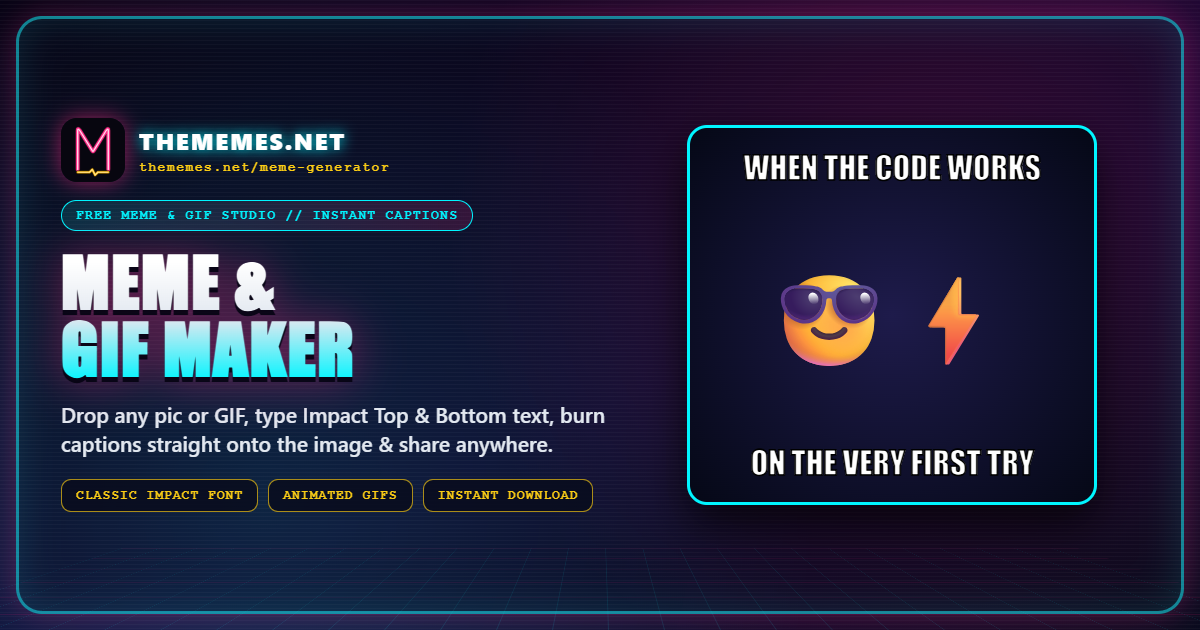 THEMEMES.NET
thememes.net/meme-generator
FREE MEME & GIF STUDIO // INSTANT CAPTIONS
MEME &
GIF MAKER
Drop any pic or GIF, type Impact Top & Bottom text, burn
captions straight onto the image & share anywhere.
CLASSIC IMPACT FONT
ANIMATED GIFS
INSTANT DOWNLOAD
WHEN THE CODE WORKS
ON THE VERY FIRST TRY